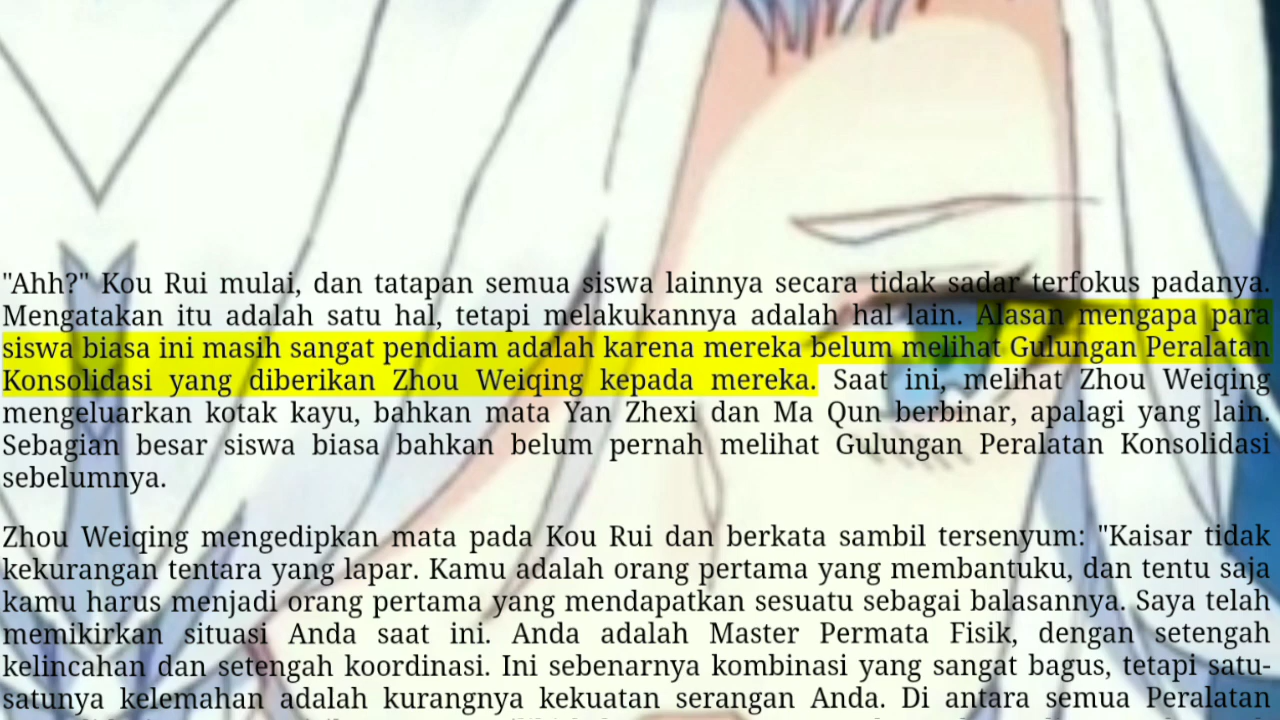 "Ahh?" Kou Rui mulai, dan tatapan semua siswa lainnya secara tidak sadar terfokus padanya.
Mengatakan itu adalah satu hal, tetapi melakukannya adalah hal lain. Alasan mengapa para
siswa biasa ini masih sangat pendiam adalah karena mereka belum melihat Gulungan Peralatan
Konsolidasi yang diberikan Zhou Weiqing kepada mereka. Saat ini, melihat Zhou Weiqing
mengeluarkan kotak kayu, bahkan mata Yan Zhexi dan Ma Qun berbinar, apalagi yang lain.
Sebagian besar siswa biasa bahkan belum pernah melihat Gulungan Peralatan Konsolidasi
sebelumnya.
Zhou Weiqing mengedipkan mata pada Kou Rui dan berkata sambil tersenyum: "Kaisar tidak
kekurangan tentara yang lapar. Kamu adalah orang pertama yang membantuku, dan tentu saja
kamu harus menjadi orang pertama yang mendapatkan sesuatu sebagai balasannya. Saya telah
memikirkan situasi Anda saat ini. Anda adalah Master Permata Fisik, dengan setengah
kelincahan dan setengah koordinasi. Ini sebenarnya kombinasi yang sangat bagus, tetapi satu-
satunya kelemahan adalah kurangnya kekuatan serangan Anda. Di antara semua Peralatan